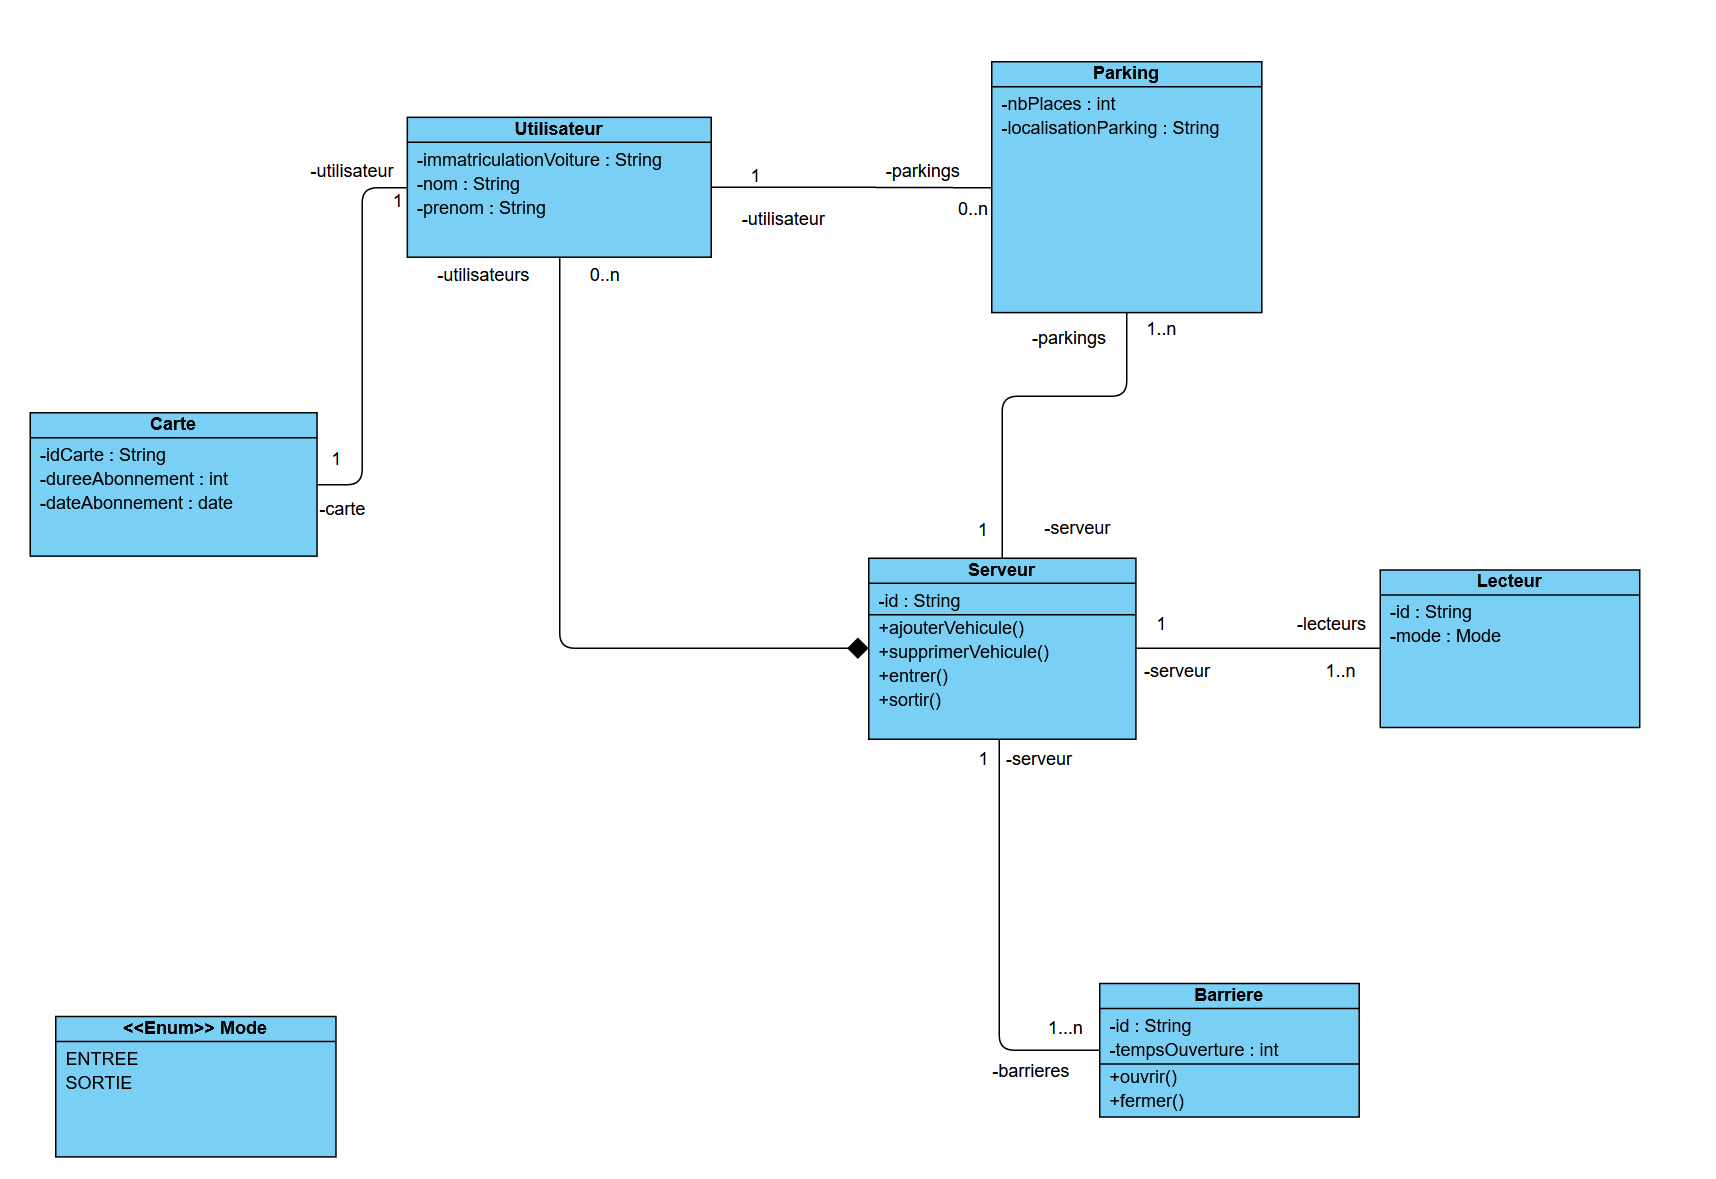 Parking
-nbPlaces : int
-localisationParking : String
Utilisateur
-immatriculationVoiture : String
-nom : String
-prenom : String
-utilisateur
1
1
-utilisateur
-parkings
0..n
-utilisateurs
0..n
-parkings
1..n
Carte
-idCarte : String
-dureeAbonnement : int
-dateAbonnement : date
1
-carte
1
-serveur
Serveur
-id : String
+ajouterVehicule()
+supprimerVehicule()
+entrer()
+sortir()
1
-serveur
-lecteurs
1..n
Lecteur
-id : String
-mode : Mode
1
-serveur
1...n
-barrieres
Barriere
-id : String
-tempsOuverture : int
+ouvrir()
+fermer()
<<Enum>> Mode
ENTREE
SORTIE